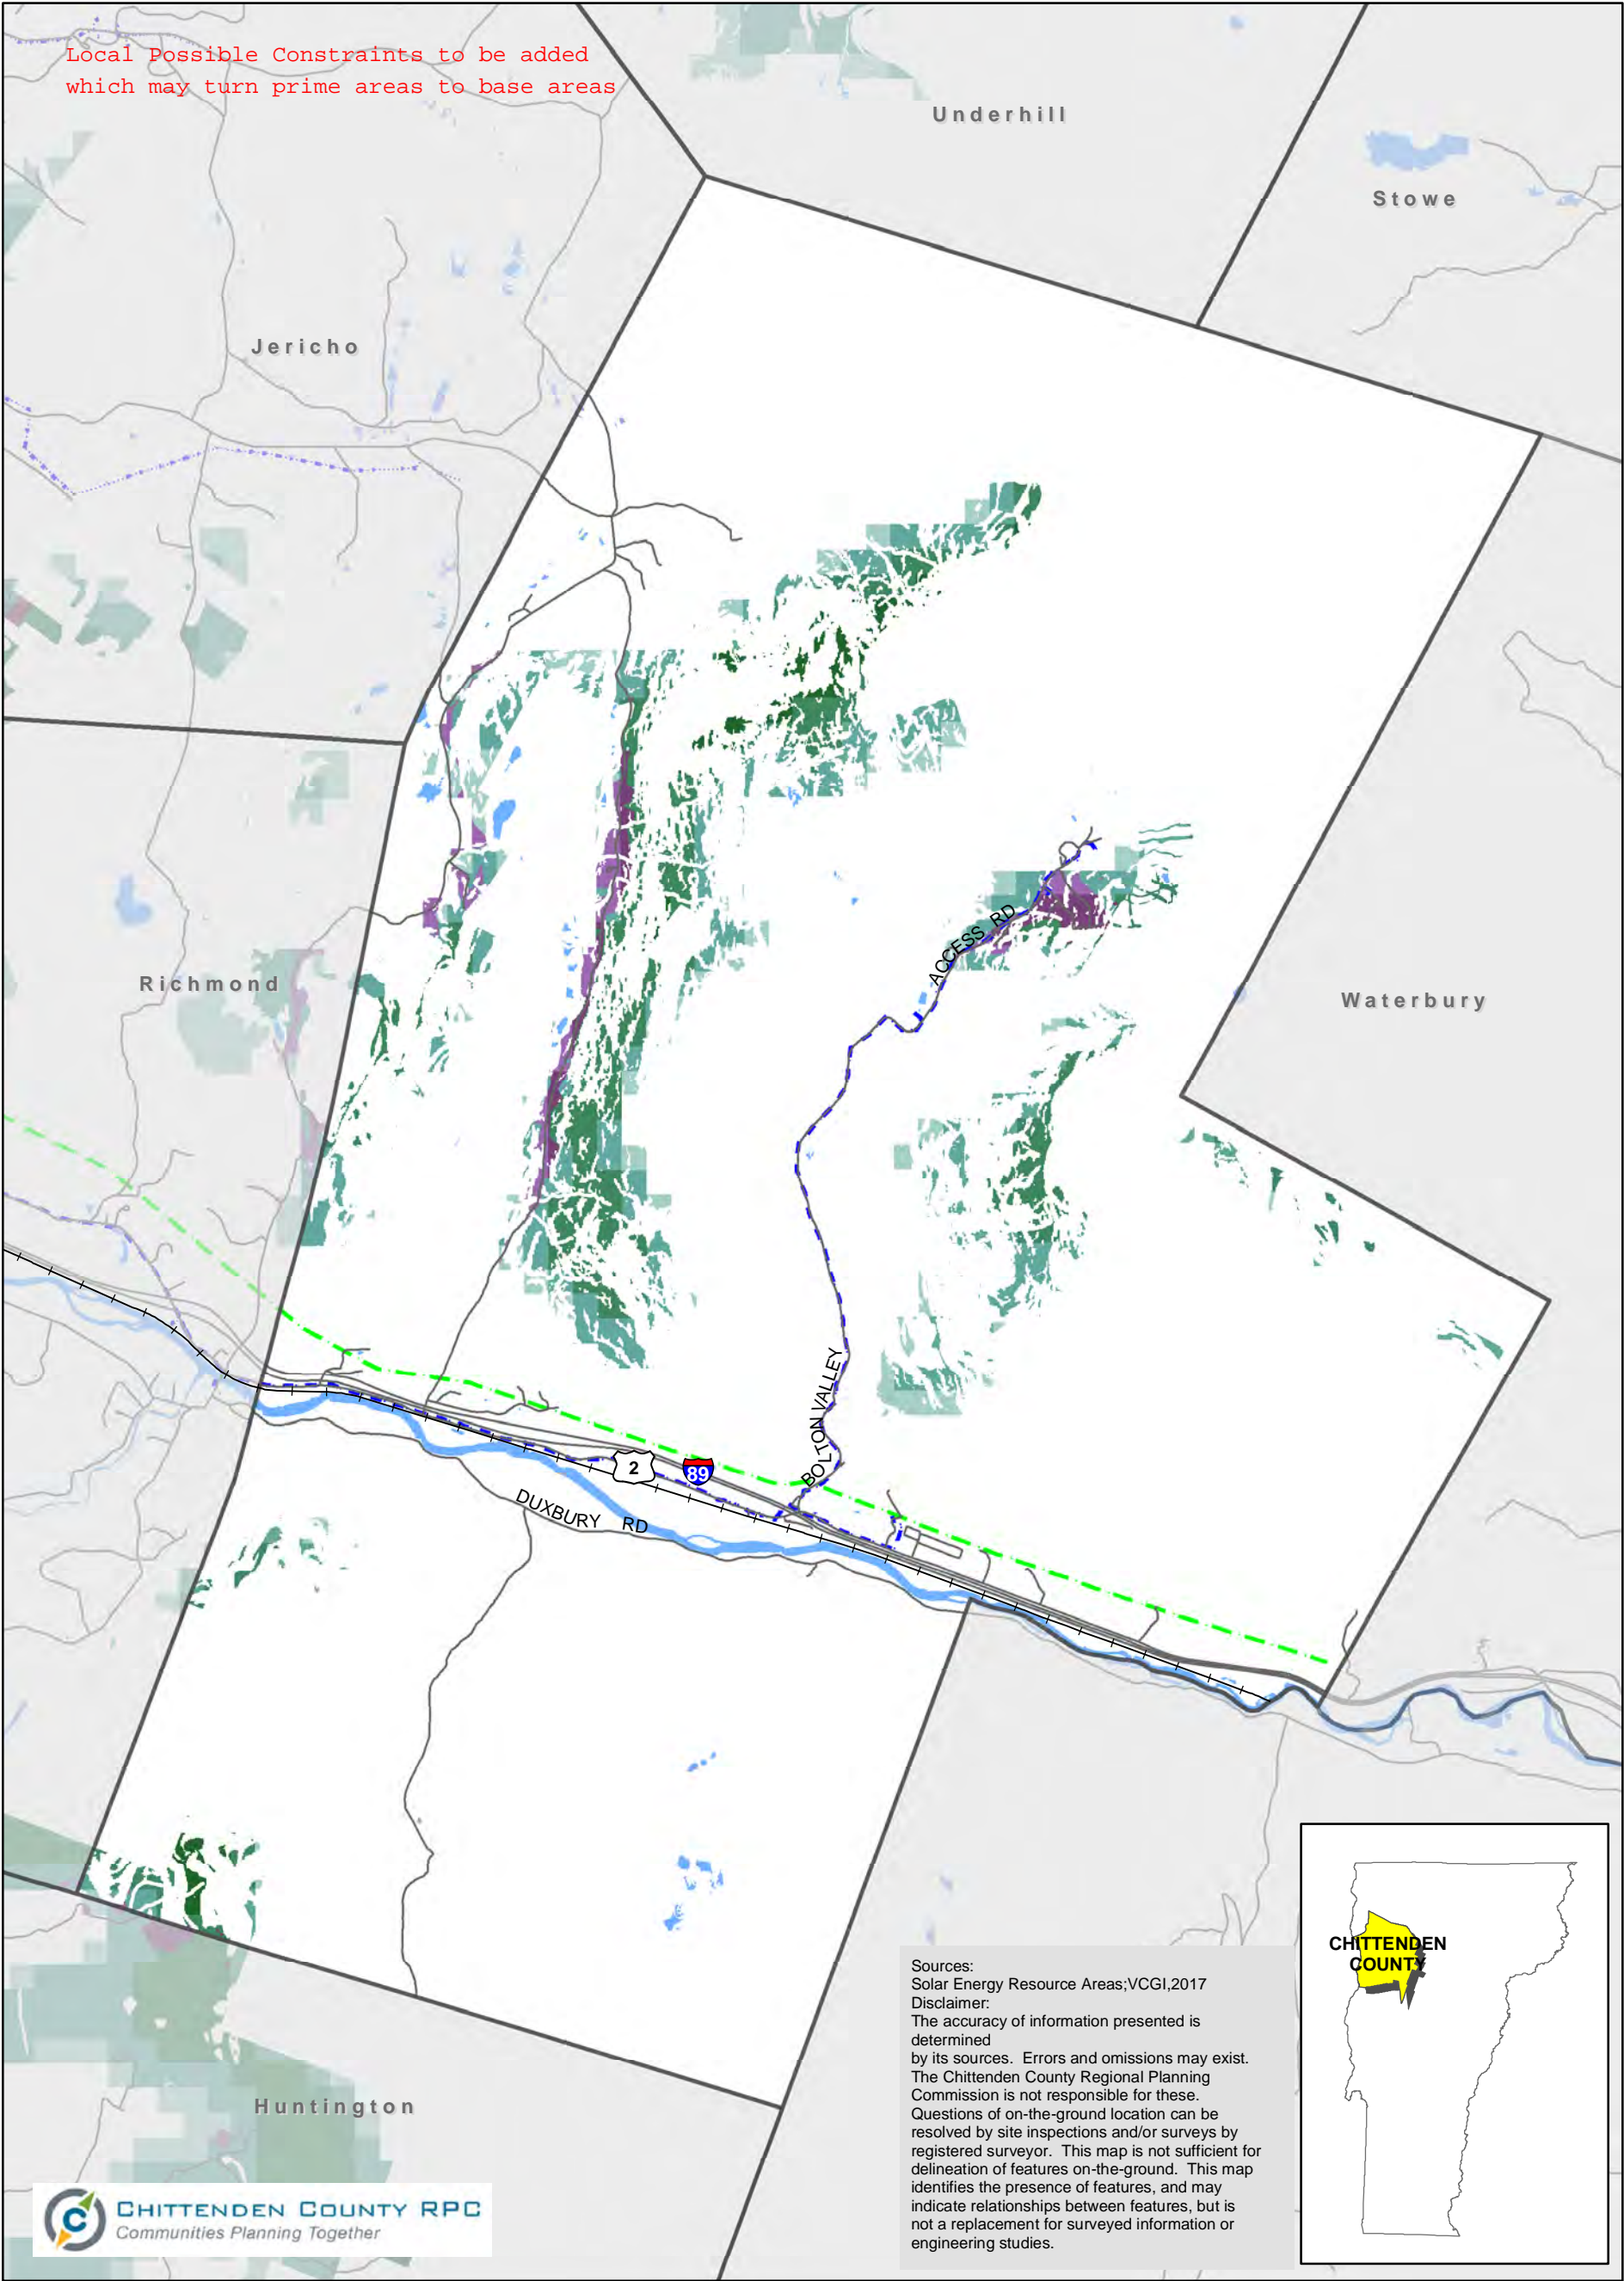 Local Possible Constraints to be added
which may turn prime areas to base areas
Underhill
Stowe
Jericho
Richmond
ACCESS RD
Waterbury
BOLTON VALLEY
2
89
DUXBURY RD
Huntington
Sources:
Solar Energy Resource Areas;VCGI,2017
Disclaimer:
The accuracy of information presented is
determined
by its sources. Errors and omissions may exist.
The Chittenden County Regional Planning
Commission is not responsible for these.
Questions of on-the-ground location can be
resolved by site inspections and/or surveys by
registered surveyor. This map is not sufficient for
delineation of features on-the-ground. This map
identifies the presence of features, and may
indicate relationships between features, but is
not a replacement for surveyed information or
engineering studies.
CHITTENDEN
COUNTY
C
CHITTENDEN COUNTY RPC
Communities Planning Together